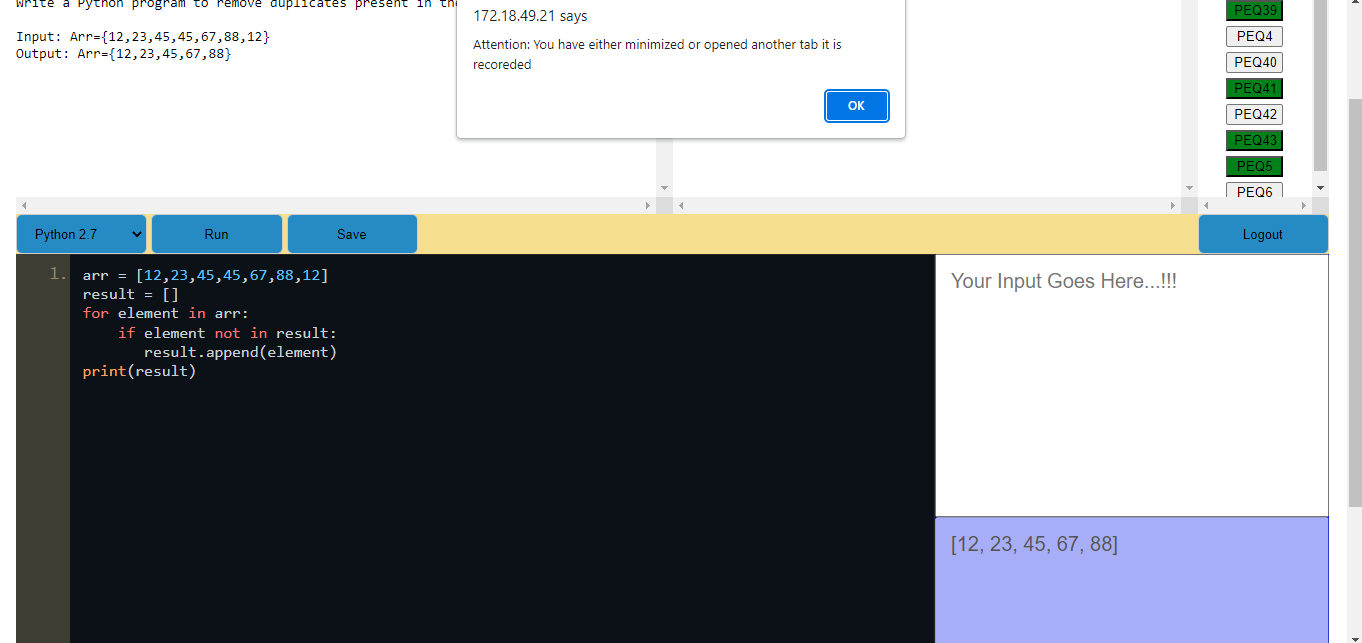 Write a Python program to remove duplicates present in the
Input: Arr={12,23,45,45,67,88,12}
Output: Arr={12,23,45,67,88}
172.18.49.21 says
Attention: You have either minimized or opened another tab it is
recoreded
OK
PEQ39
PEQ4
PEQ40
PEQ41
PEQ42
PEQ43
PEQ5
PEQ6
Python 2.7
Run
Save
Logout
1.
arr = [12,23,45,45,67,88,12]
result = []
for element in arr:
    if element not in result:
       result.append(element)
print(result)
Your Input Goes Here...!!!
[12, 23, 45, 67, 88]